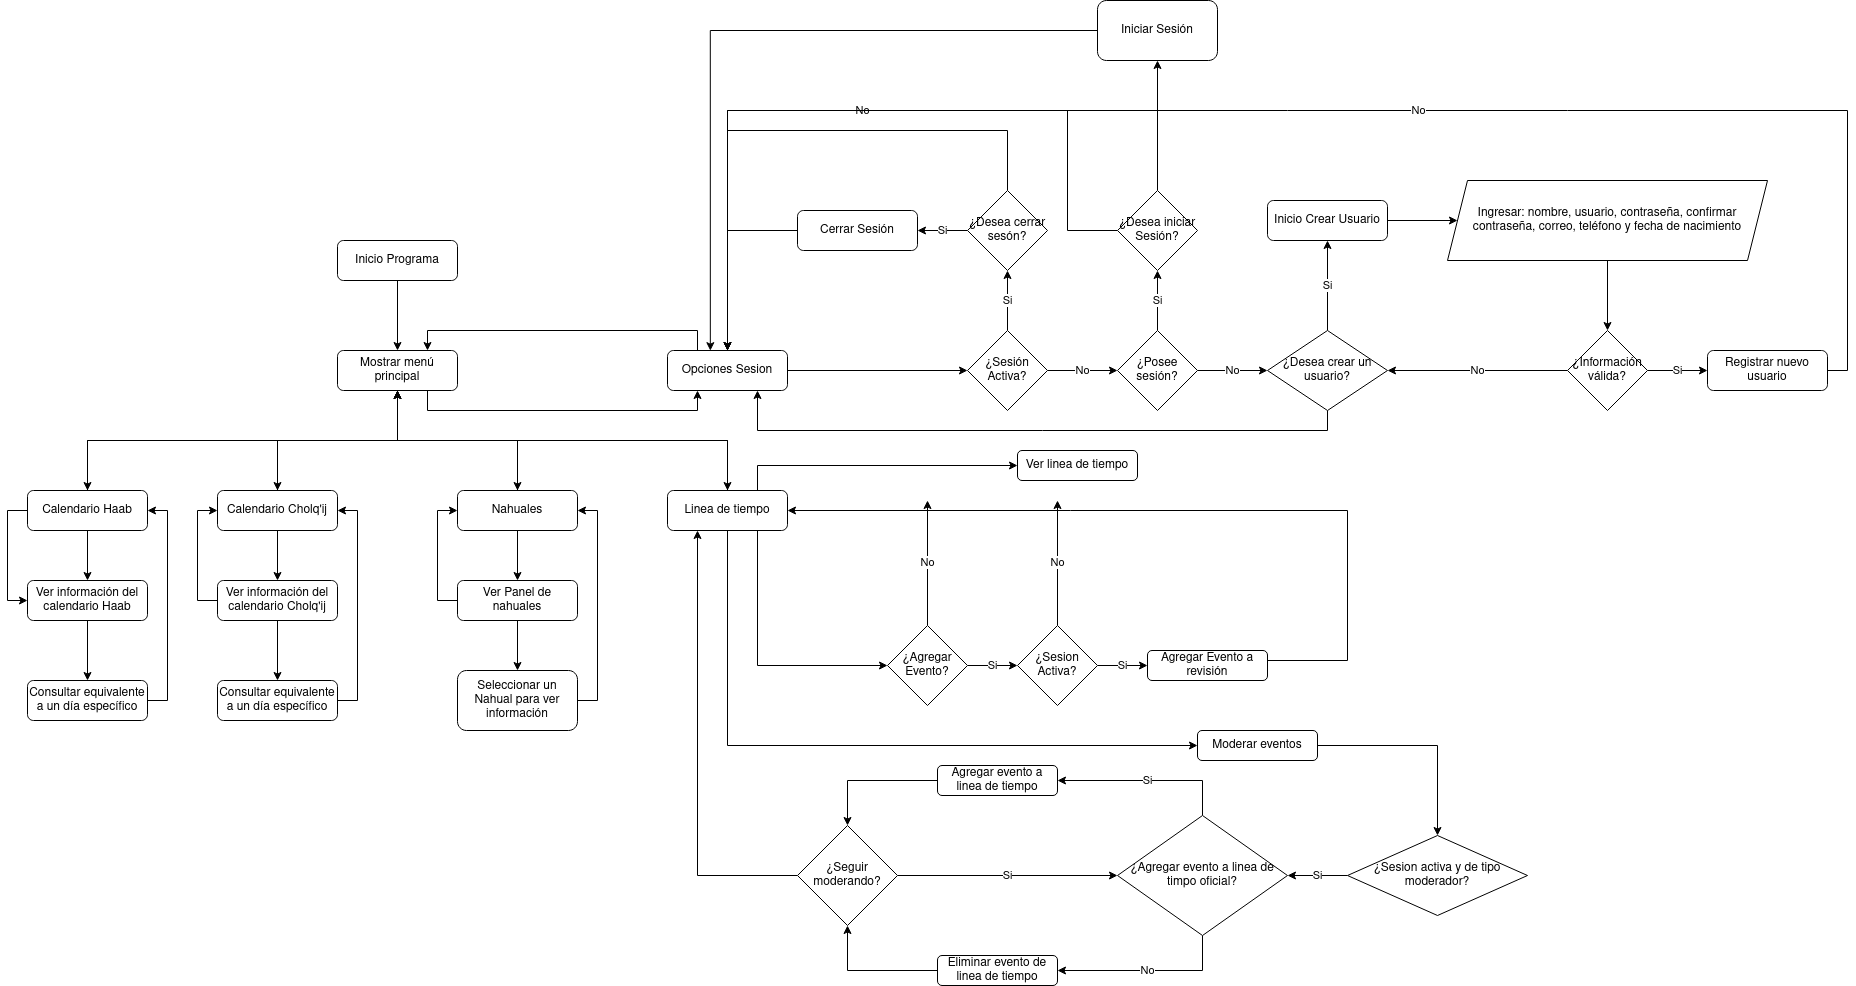 Iniciar Sesión
No
No
¿Desea cerrar
sesón?
¿Desea iniciar
Sesión?
Inicio Crear Usuario
Ingresar: nombre, usuario, contraseña, confirmar
contraseña, correo, teléfono y fecha de nacimiento
Cerrar Sesión
Si
Inicio Programa
Si
Si
Si
Mostrar menú
principal
Opciones Sesion
¿Sesión
Activa?
No
¿Posee
sesión?
No
¿Desea crear un
usuario?
No
¿Información
válida?
Si
Registrar nuevo
usuario
Ver linea de tiempo
Calendario Haab
Calendario Cholq'ij
Nahuales
Linea de tiempo
No
No
Ver información del
calendario Haab
Ver información del
calendario Cholq'ij
Ver Panel de
nahuales
¿Agregar
Evento?
Si
¿Sesion
Activa?
Si
Agregar Evento a
revisión
Consultar equivalente
a un día específico
Consultar equivalente
a un día específico
Seleccionar un
Nahual para ver
información
Moderar eventos
Agregar evento a
linea de tiempo
Si
¿Seguir
moderando?
Si
¿Agregar evento a linea de
timpo oficial?
Si
¿Sesion activa y de tipo
moderador?
Eliminar evento de
linea de tiempo
No